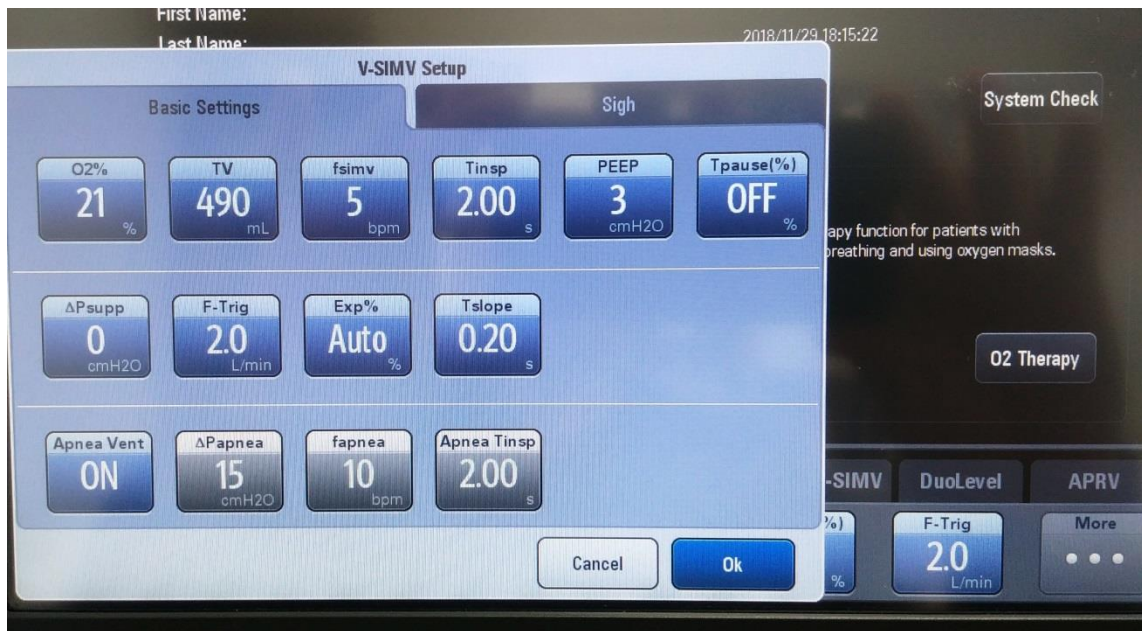 First Name:
Last Name:
2018/11/29 18:15:22
V-SIMV Setup
Basic Settings
Sigh
System Check
O2%
21
%
TV
490
mL
fsimv
5
bpm
Tinsp
2.00
s
PEEP
3
cmH2O
Tpause(%)
OFF
%
apy function for patients with
breathing and using oxygen masks.
ΔPsupp
0
cmH2O
F-Trig
2.0
L/min
Exp%
Auto
%
Tslope
0.20
s
O2 Therapy
Apnea Vent
ON
ΔPapnea
15
cmH2O
fapnea
10
bpm
Apnea Tinsp
2.00
s
-SIMV
DuoLevel
APRV
%)
%
F-Trig
2.0
L/min
More
Cancel
Ok